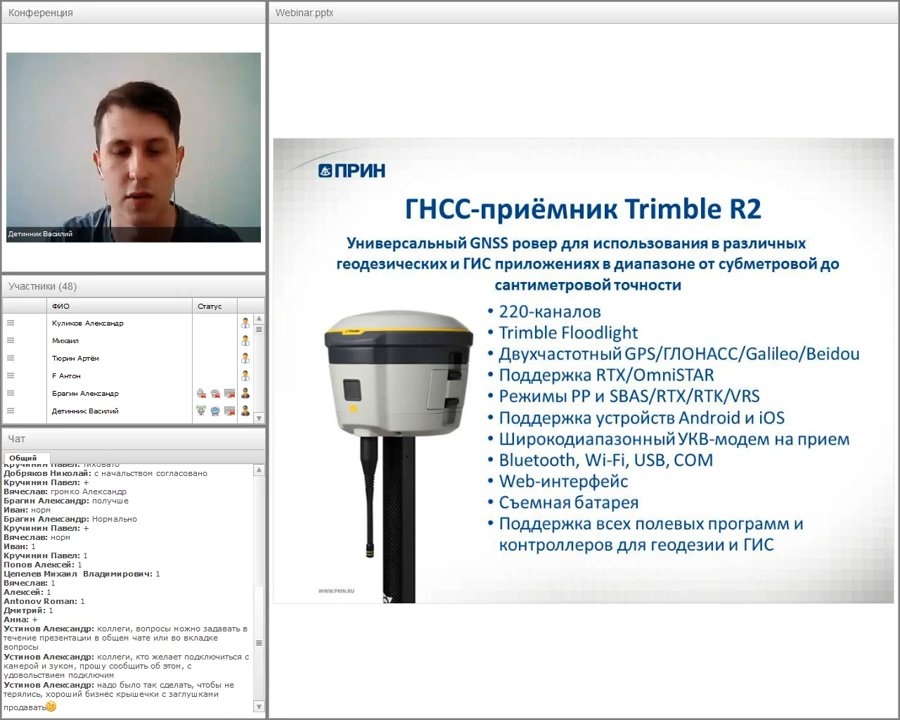 Конференция
Детинник Василий
Участники (48)
ФИО
Статус
Куликов Александр
Михаил
Тюрин Артём
F Антон
Брагин Александр
Детинник Василий
Чат
Общий
Кручинин Павел: тиховато
Добряков Николай: с начальством согласовано
Кручинин Павел: +
Вячеслав: громко Александр
Брагин Александр: получше
Иван: норм
Брагин Александр: Нормально
Кручинин Павел: +
Вячеслав: норм
Иван: 1
Кручинин Павел: 1
Попов Алексей: 1
Цепелев Михаил Владимирович: 1
Вячеслав: 1
Алексей: 1
Antonov Roman: 1
Дмитрий: 1
Анна: +
Устинов Александр: коллеги, вопросы можно задавать в
течение презентации в общем чате или во вкладке
вопросы
Устинов Александр: коллеги, кто желает подключиться с
камерой и зуком, прошу сообщить об этом, с
удовольствием подключим
Устинов Александр: надо было так сделать, чтобы не
терялись, хороший бизнес крышечки с заглушками
продавать
Webinar.pptx
ПРИН
ГНСС-приёмник Trimble R2
Универсальный GNSS ровер для использования в различных
геодезических и ГИС приложениях в диапазоне от субметровой до
сантиметровой точности
• 220-каналов
• Trimble Floodlight
• Двухчастотный GPS/ГЛОНАСС/Galileo/Beidou
• Поддержка RTX/OmniSTAR
• Режимы PP и SBAS/RTX/RTK/VRS
• Поддержка устройств Android и iOS
• Широкодиапазонный УКВ-модем на прием
• Bluetooth, Wi-Fi, USB, COM
• Web-интерфейс
• Съемная батарея
• Поддержка всех полевых программ и
контроллеров для геодезии и ГИС
WWW.PRIN.RU